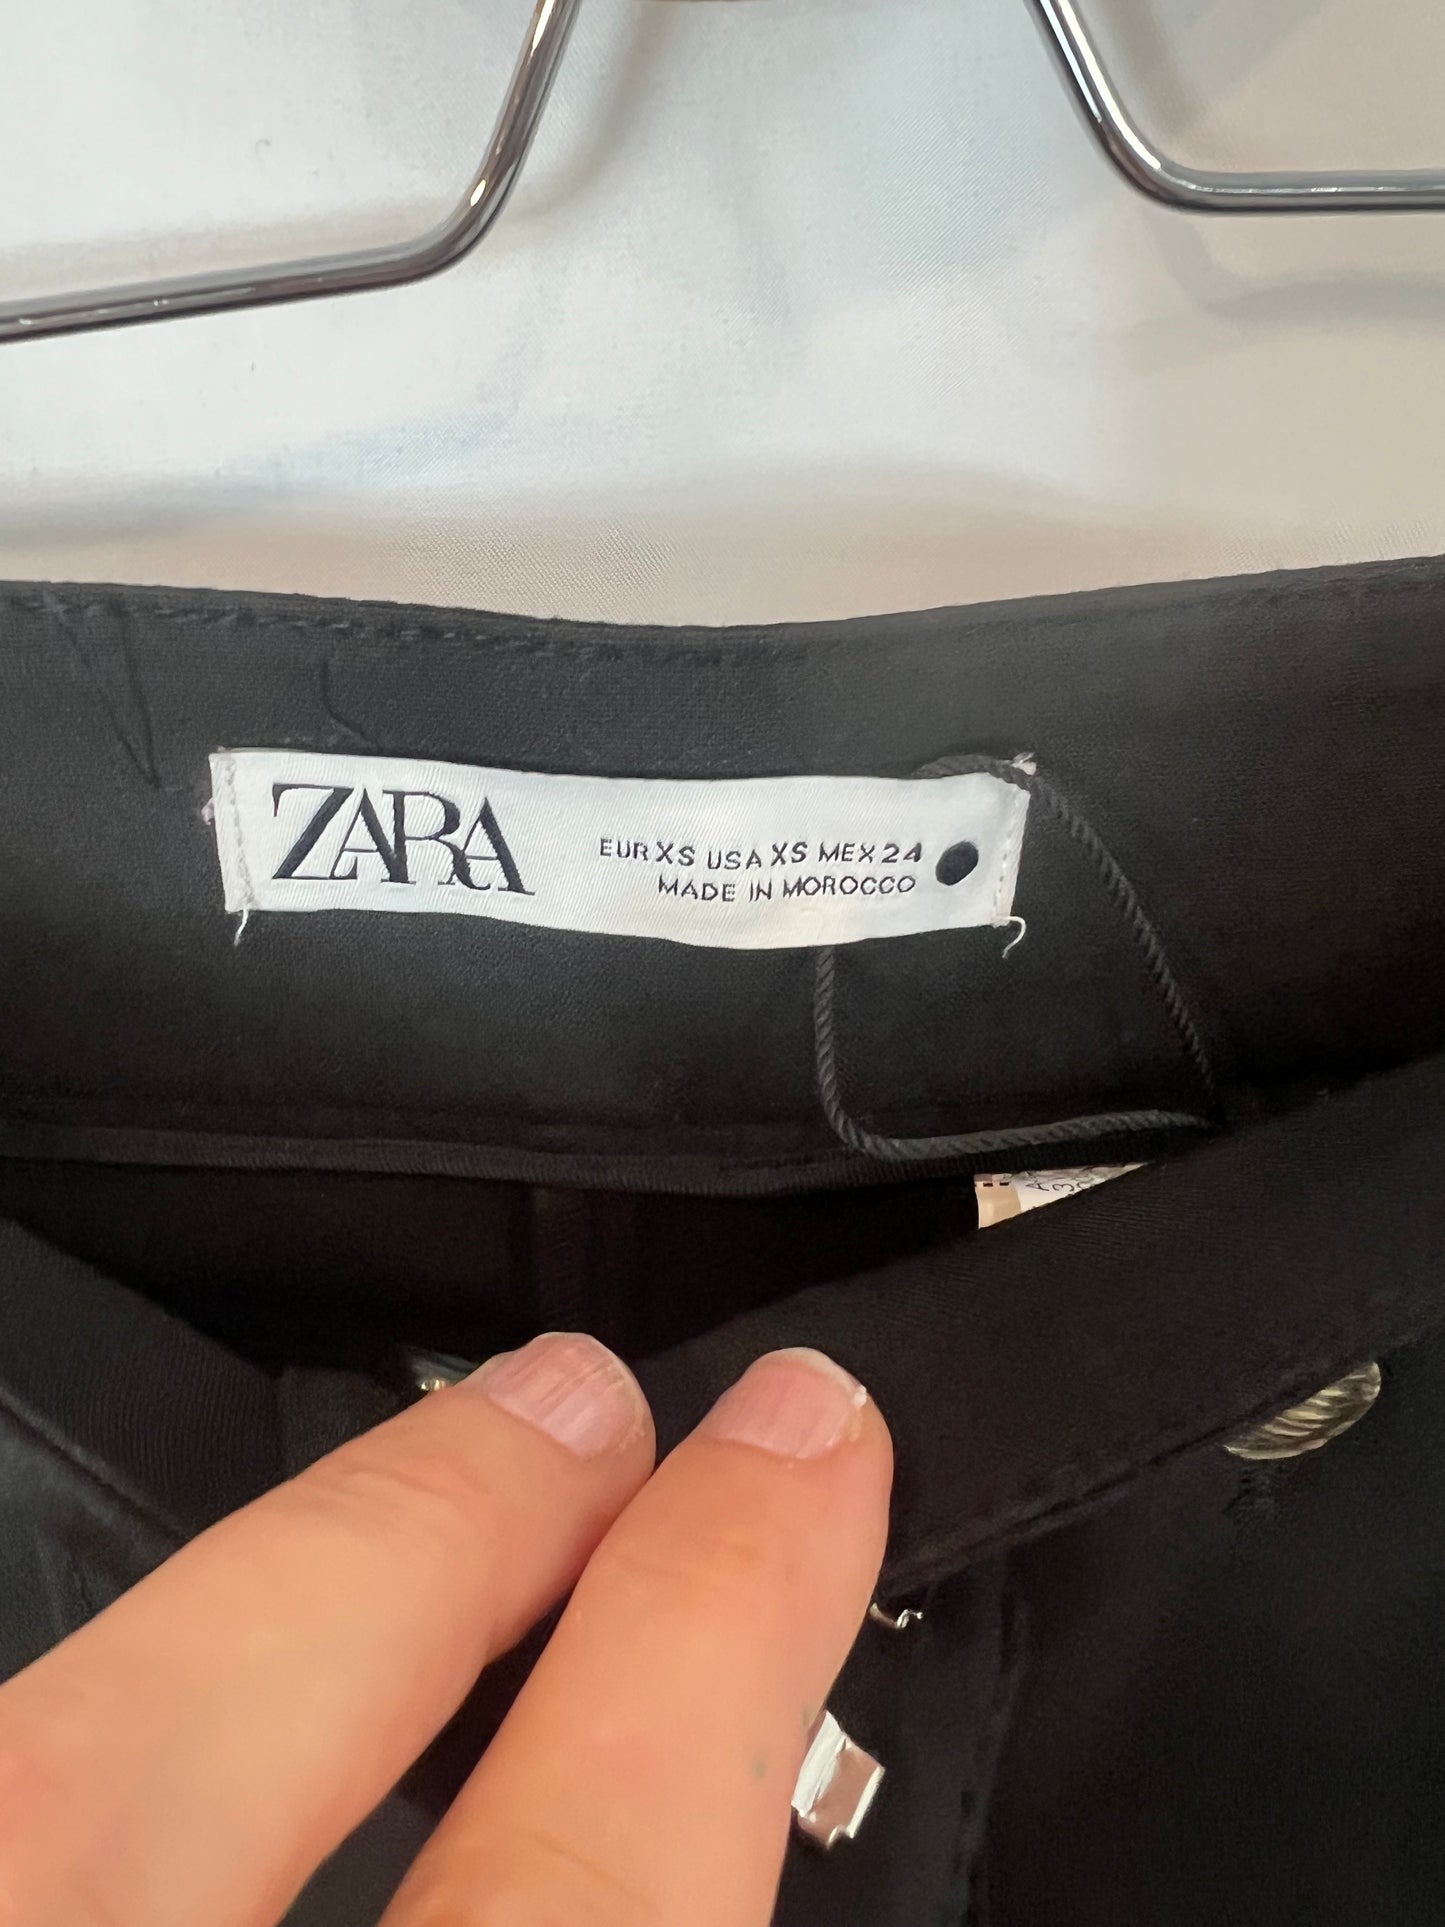 ZARA
EUR XS USA XS MEX 24
MADE IN MOROCCO